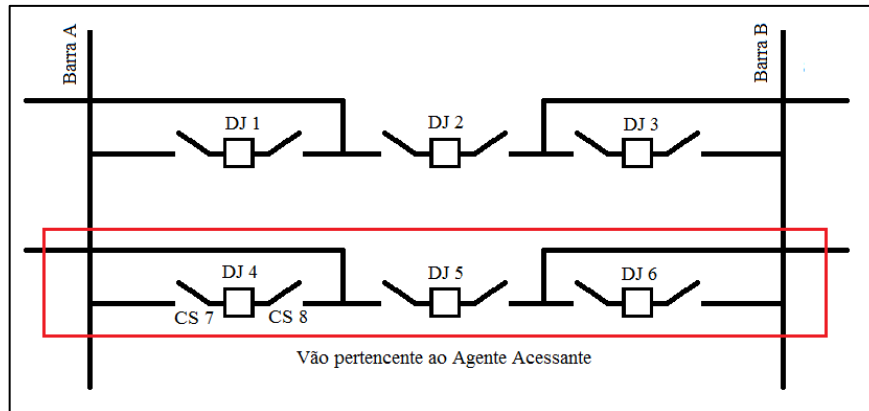 Barra A
Barra B
DJ 1
DJ 2
DJ 3
DJ 4
DJ 5
DJ 6
CS 7
CS 8
Vão pertencente ao Agente Acessante